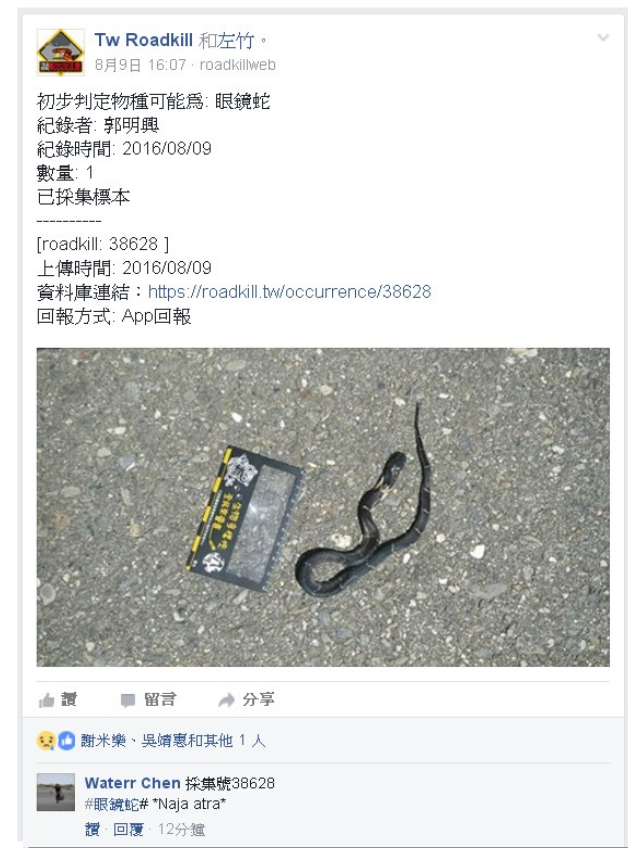 Tw Roadkill 和左竹。
8月9日 16:07 · roadkillweb
初步判定物種可能為: 眼鏡蛇
紀錄者: 郭明興
紀錄時間: 2016/08/09
數量: 1
已採集標本
----------
[roadkill: 38628 ]
上傳時間: 2016/08/09
資料庫連結：https://roadkill.tw/occurrence/38628
回報方式: App回報
讚 留言 分享
謝米樂、吳婧惠和其他 1 人
Waterr Chen 採集號38628
#眼鏡蛇# *Naja atra*
讚 · 回覆 · 12分鐘